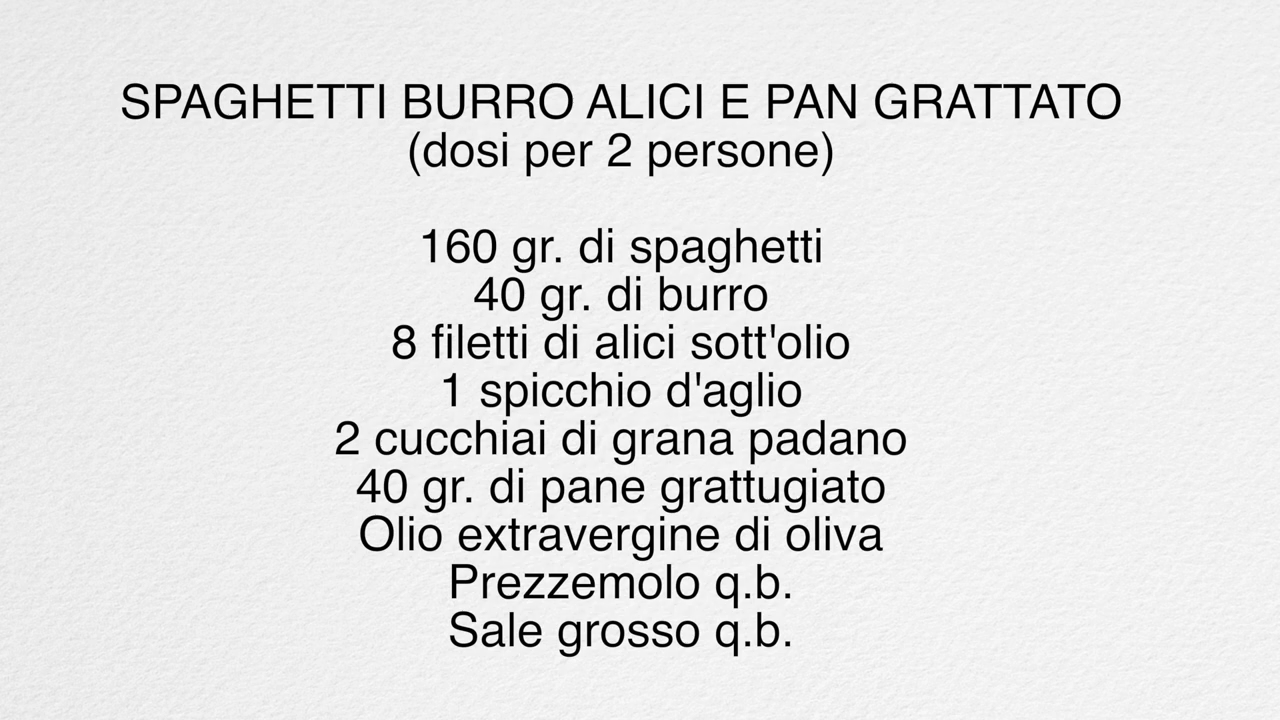 SPAGHETTI BURRO ALICI E PAN GRATTATO
(dosi per 2 persone)
160 gr. di spaghetti
40 gr. di burro
8 filetti di alici sott'olio
1 spicchio d'aglio
2 cucchiai di grana padano
40 gr. di pane grattugiato
Olio extravergine di oliva
Prezzemolo q.b.
Sale grosso q.b.